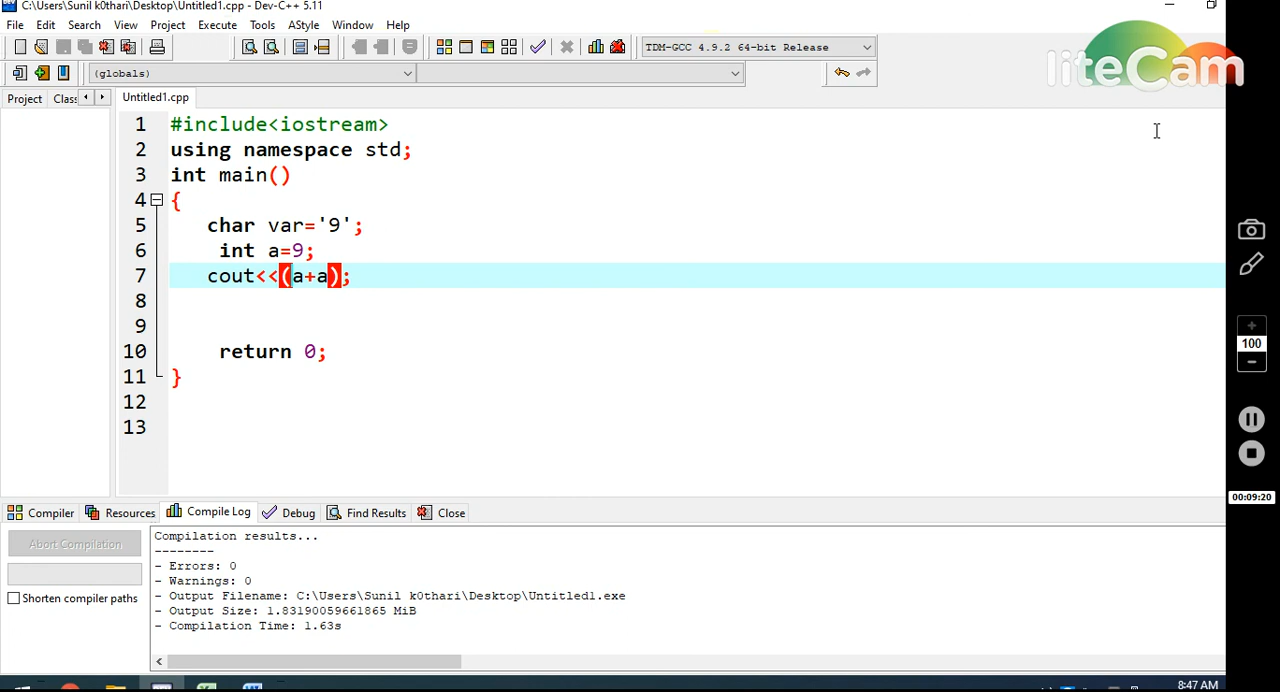 C:\Users\Sunil k0thari\Desktop\Untitled1.cpp - Dev-C++ 5.11
File Edit Search View Project Execute Tools AStyle Window Help
TDM-GCC 4.9.2 64-bit Release
liteCam
(globals)
Project Class Untitled1.cpp
1 #include<iostream>
2 using namespace std;
3 int main()
4 {
5 char var='9';
6 int a=9;
7 cout<<(a+a);
8
9
10 return 0;
11 }
12
13
100
00:09:20
Compiler Resources Compile Log Debug Find Results Close
Abort Compilation
Shorten compiler paths
Compilation results...
--------
- Errors: 0
- Warnings: 0
- Output Filename: C:\Users\Sunil k0thari\Desktop\Untitled1.exe
- Output Size: 1.83190059661865 MiB
- Compilation Time: 1.63s
8:47 AM